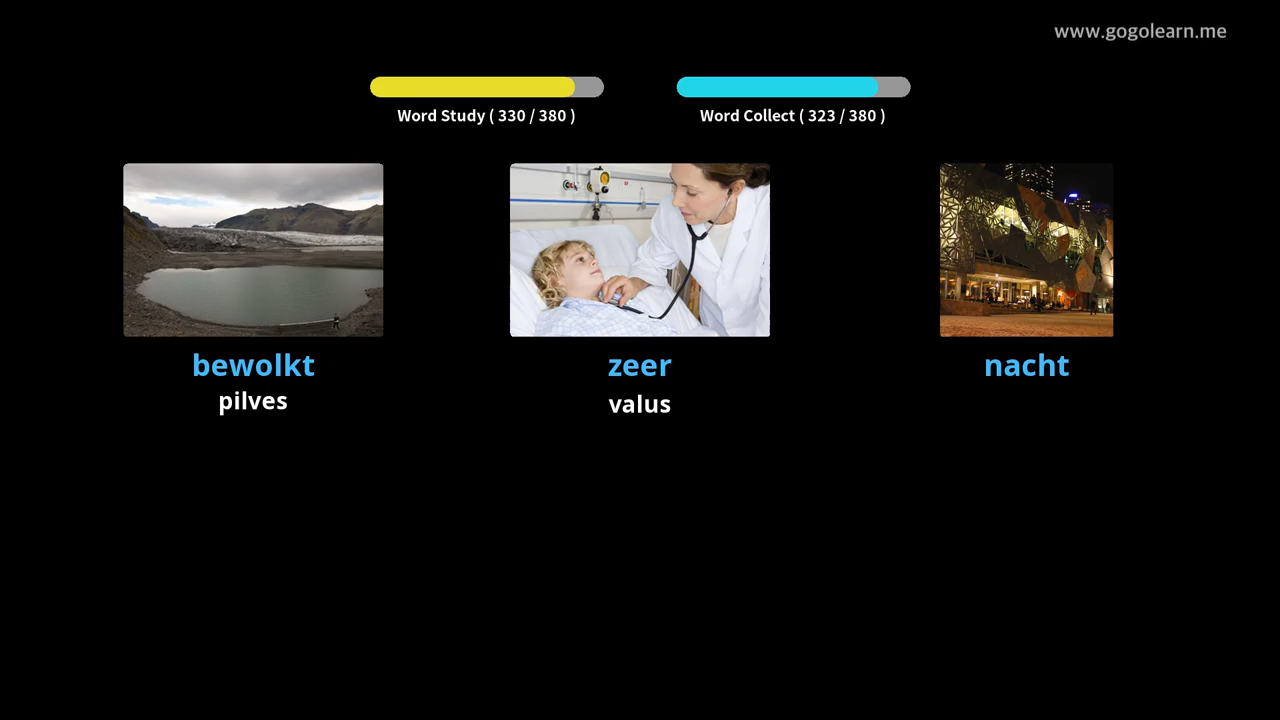 www.gogolearn.me
Word Study ( 330 / 380 )
Word Collect ( 323 / 380 )
bewolkt
pilves
zeer
valus
nacht